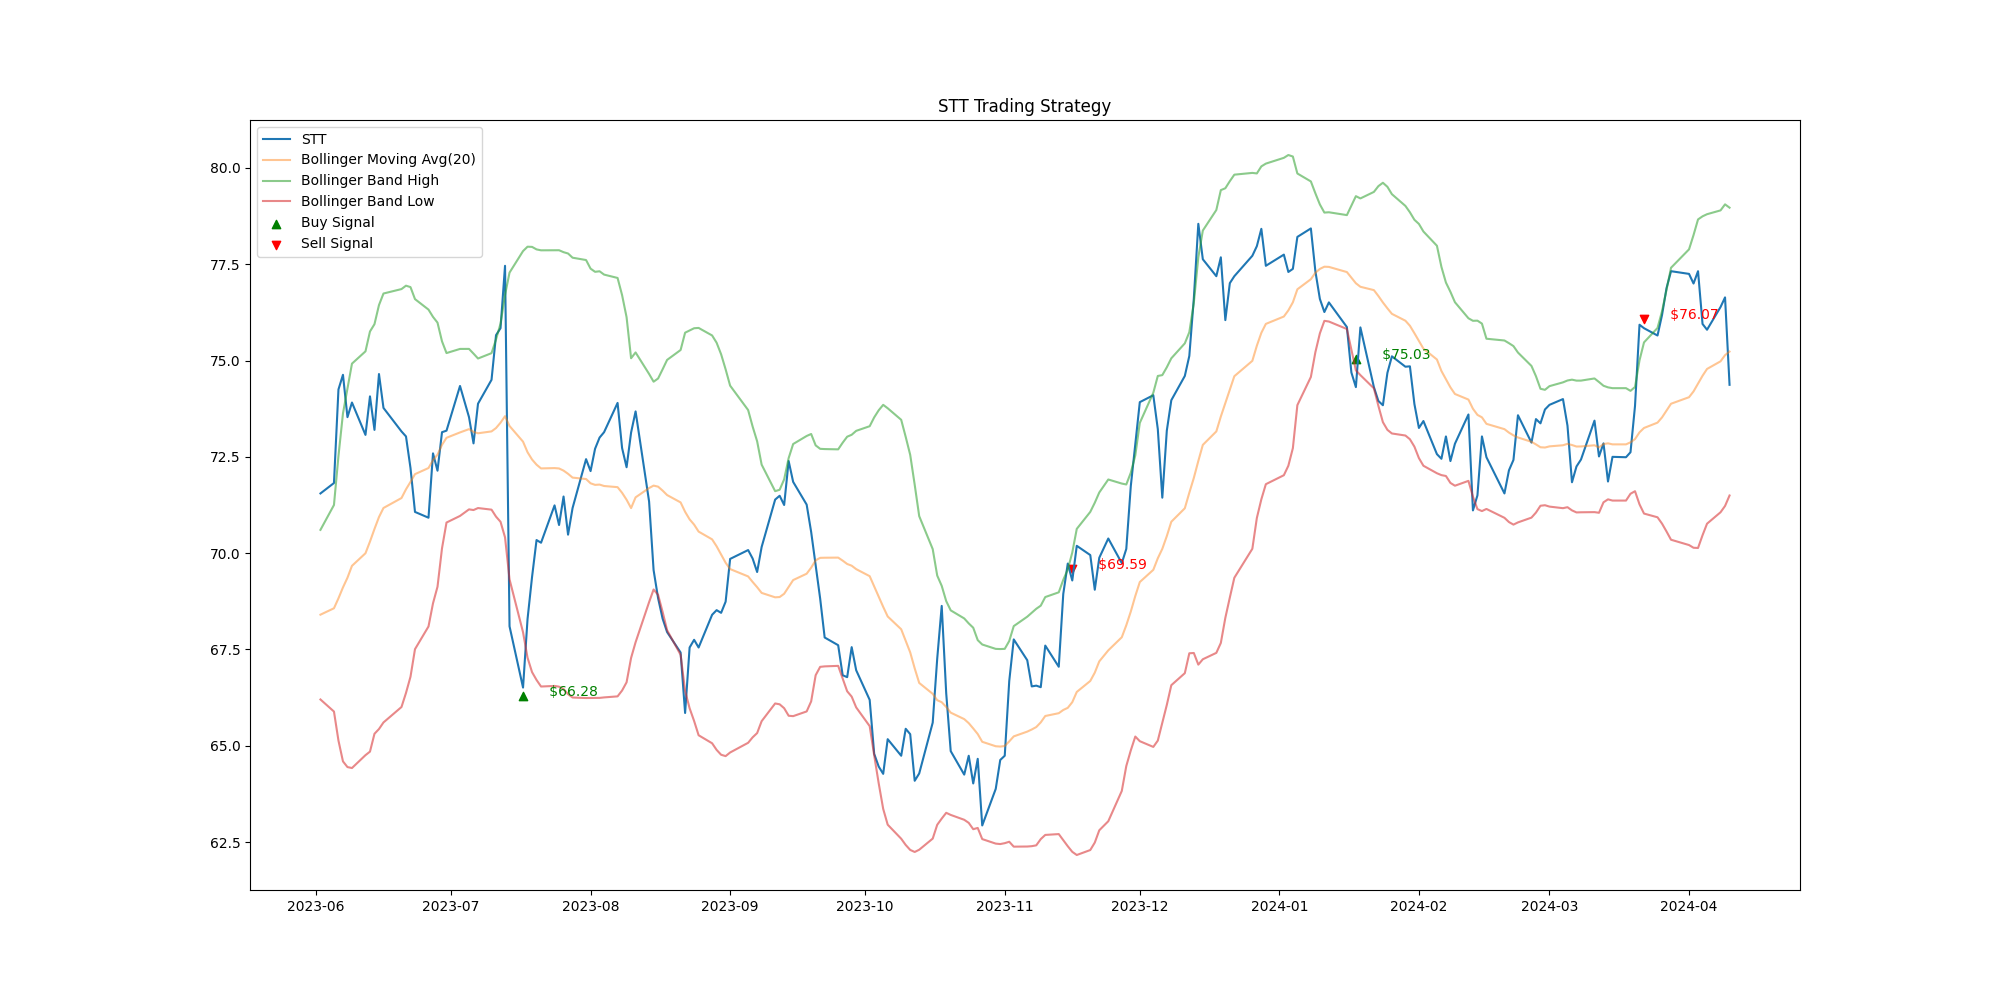 STT Trading Strategy
STT
Bollinger Moving Avg(20)
Bollinger Band High
Bollinger Band Low
Buy Signal
Sell Signal
80.0
77.5
75.0
72.5
70.0
67.5
65.0
62.5
$76.07
$75.03
$69.59
$66.28
2023-06 2023-07 2023-08 2023-09 2023-10 2023-11 2023-12 2024-01 2024-02 2024-03 2024-04